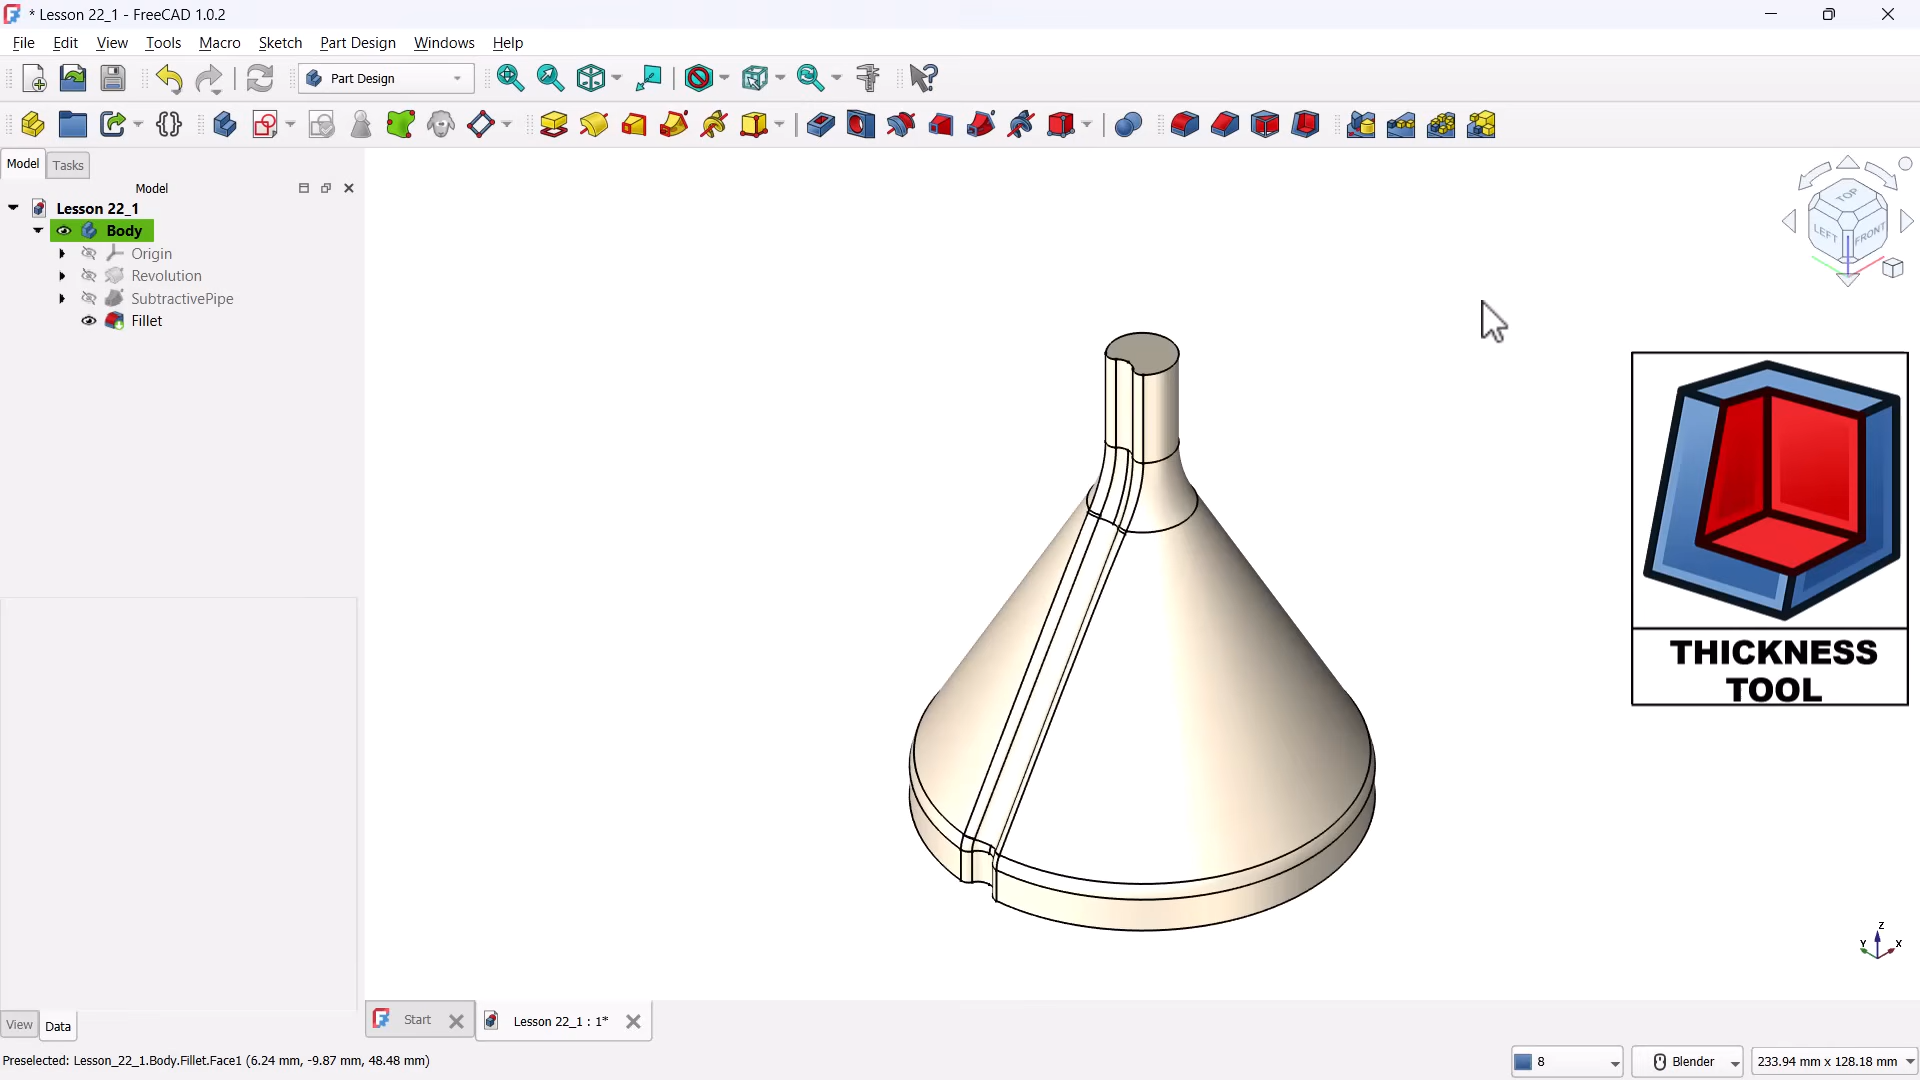 * Lesson 22_1 - FreeCAD 1.0.2
File Edit View Tools Macro Sketch Part Design Windows Help
Part Design
Model Tasks
Model
Lesson 22_1
Body
Origin
Revolution
SubtractivePipe
Fillet
TOP
LEFT FRONT
THICKNESS
TOOL
Z
Y X
View Data
Start
Lesson 22_1 : 1*
Preselected: Lesson_22_1.Body.Fillet.Face1 (6.24 mm, -9.87 mm, 48.48 mm)
8
Blender
233.94 mm x 128.18 mm